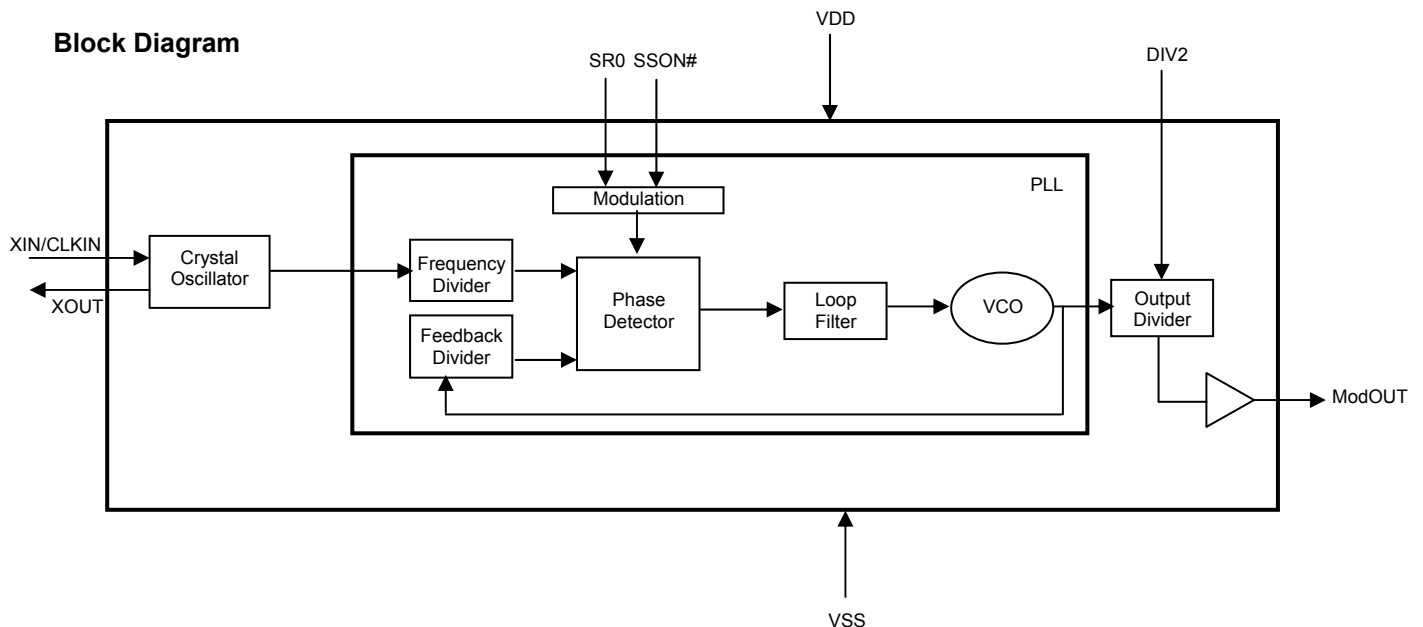 Block Diagram
VDD
SR0 SSON#
DIV2
PLL
Modulation
XIN/CLKIN
XOUT
Crystal
Oscillator
Frequency
Divider
Feedback
Divider
Phase
Detector
Loop
Filter
VCO
Output
Divider
ModOUT
VSS